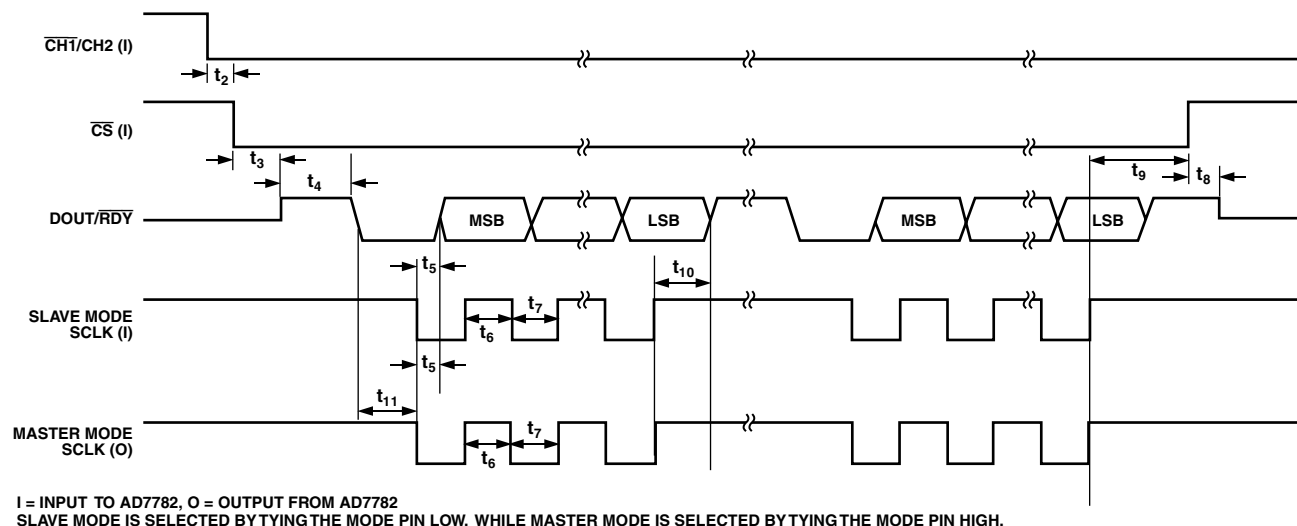 CH1/CH2 (I)
t2
CS (I)
t3
t4
t9
t8
DOUT/RDY
MSB
LSB
MSB
LSB
t5
t10
SLAVE MODE
SCLK (I)
t6
t7
t5
t11
MASTER MODE
SCLK (O)
t6
t7
I = INPUT TO AD7782, O = OUTPUT FROM AD7782
SLAVE MODE IS SELECTED BY TYING THE MODE PIN LOW, WHILE MASTER MODE IS SELECTED BY TYING THE MODE PIN HIGH.